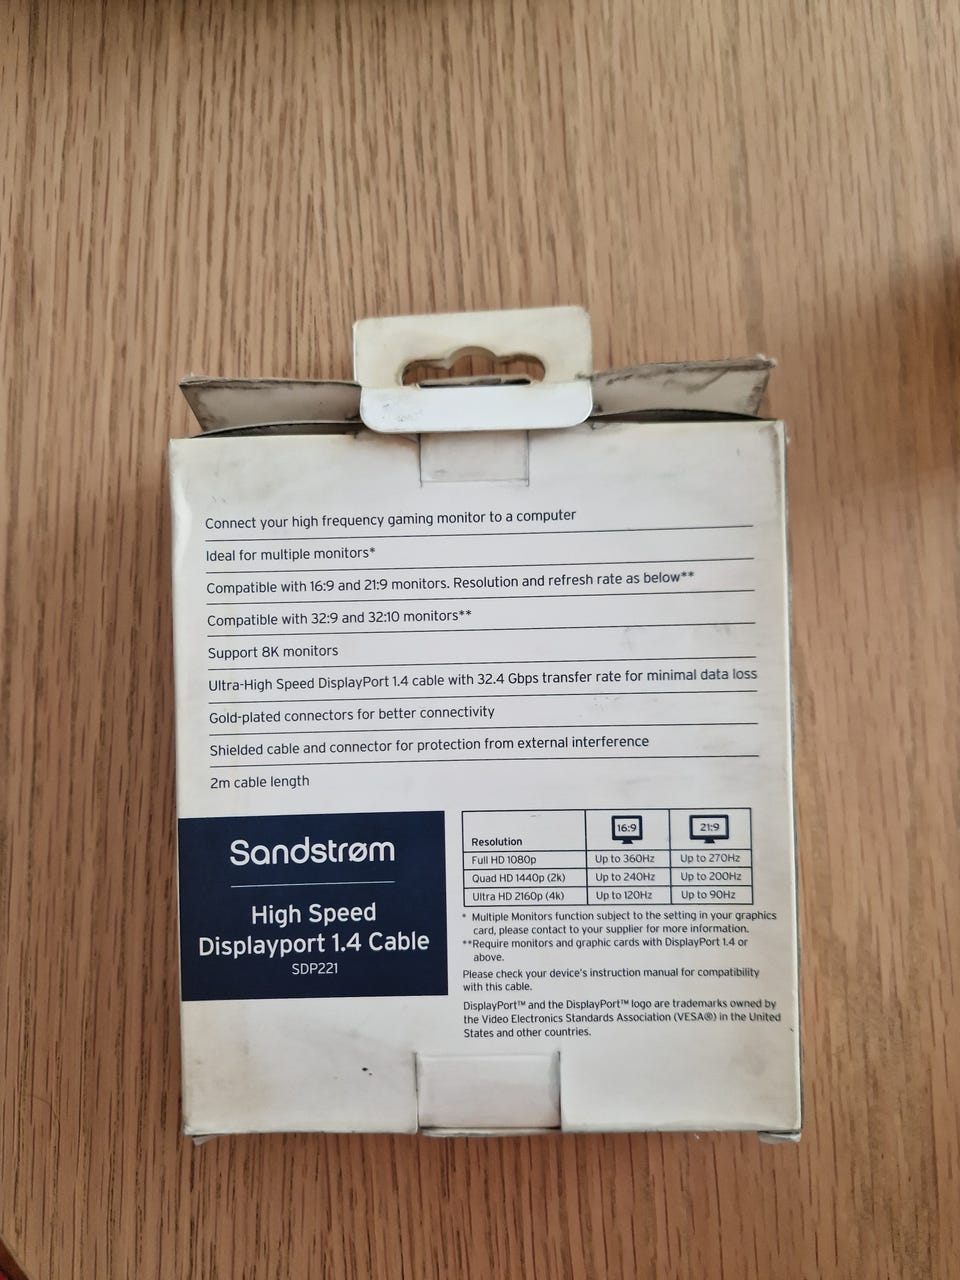 Connect your high frequency gaming monitor to a computer
Ideal for multiple monitors*
Compatible with 16:9 and 21:9 monitors. Resolution and refresh rate as below**
Compatible with 32:9 and 32:10 monitors**
Support 8K monitors
Ultra-High Speed DisplayPort 1.4 cable with 32.4 Gbps transfer rate for minimal data loss
Gold-plated connectors for better connectivity
Shielded cable and connector for protection from external interference
2m cable length
Sandstrøm
High Speed
Displayport 1.4 Cable
SDP221
Resolution 16:9 21:9
Full HD 1080p Up to 360Hz Up to 270Hz
Quad HD 1440p (2k) Up to 240Hz Up to 200Hz
Ultra HD 2160p (4k) Up to 120Hz Up to 90Hz
* Multiple Monitors function subject to the setting in your graphics
card, please contact to your supplier for more information.
**Require monitors and graphic cards with DisplayPort 1.4 or
above.
Please check your device's instruction manual for compatibility
with this cable.
DisplayPort™ and the DisplayPort™ logo are trademarks owned by
the Video Electronics Standards Association (VESA®) in the United
States and other countries.